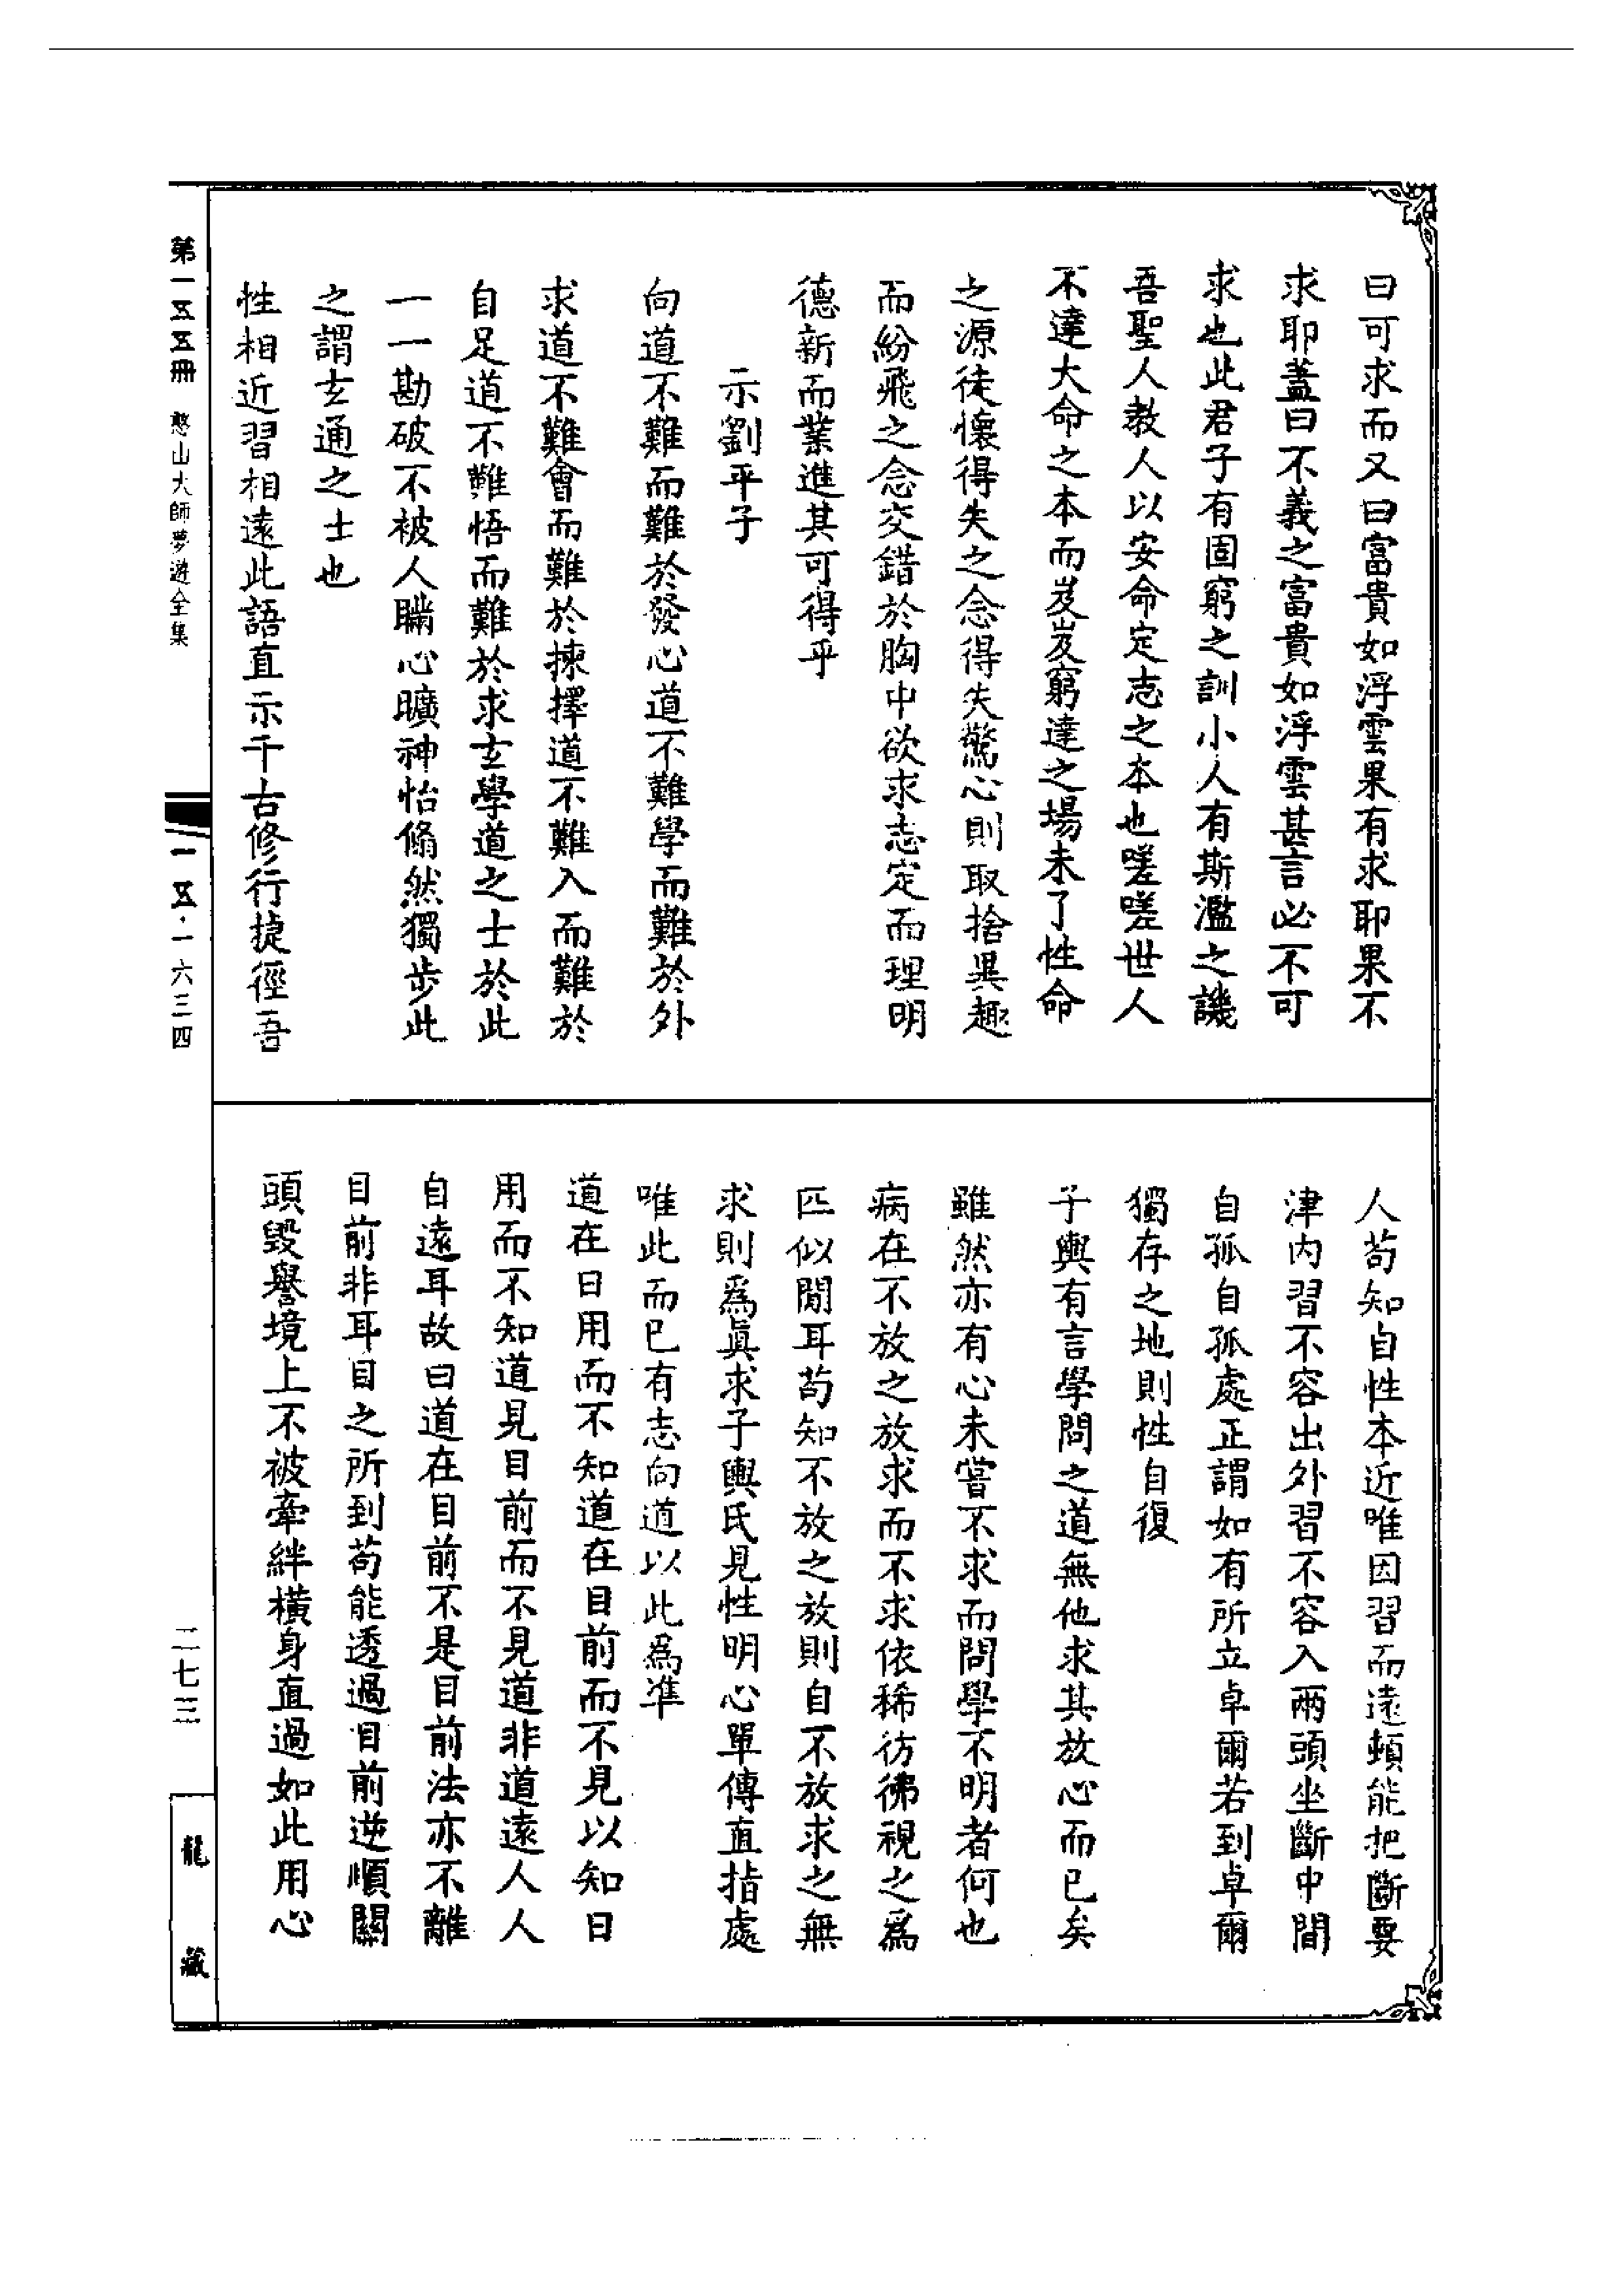 曰可求而又曰富貴如浮雲果有求耶果不
求耶蓋曰不義之富貴如浮雲甚言必不可
求也此君子有固窮之訓小人有斯濫之譏
吾聖人教人以安命定志之本也嗟嗟世人
不達大命之本而岌岌窮達之場未了性命
之源徒懷得失之念得失驚心則取捨異趣
而紛飛之念交錯於胸中欲求志定而理明
德新而業進其可得乎
示劉平子
向道不難而難於發心道不難學而難於外
求道不難會而難於揀擇道不難入而難於
自足道不難悟而難於求玄學道之士於此
一一勘破不被人瞞心曠神怡翛然獨步此
之謂玄通之士也
性相近習相遠此語直示千古修行捷徑吾
人苟知自性本近唯因習而遠頓能把斷要
津內習不容出外習不容入兩頭坐斷中間
自孤自孤處正謂如有所立卓爾若到卓爾
獨存之地則性自復
子輿有言學問之道無他求其放心而已矣
雖然亦有心未嘗不求而問學不明者何也
病在不放之放求而不求依稀彷彿視之為
匹似閒耳苟知不放之放則自不放求之無
求則為真求子輿氏見性明心單傳直指處
唯此而已有志向道以此為準
道在日用而不知道在目前而不見以知日
用而不知道見目前而不見道非道遠人人
自遠耳故曰道在目前不是目前法亦不離
目前非耳目之所到苟能透過目前逆順關
頭毀譽境上不被牽絆橫身直過如此用心
第一五五冊 憨山大師夢遊全集
一五·一六三四
二七三
龍藏